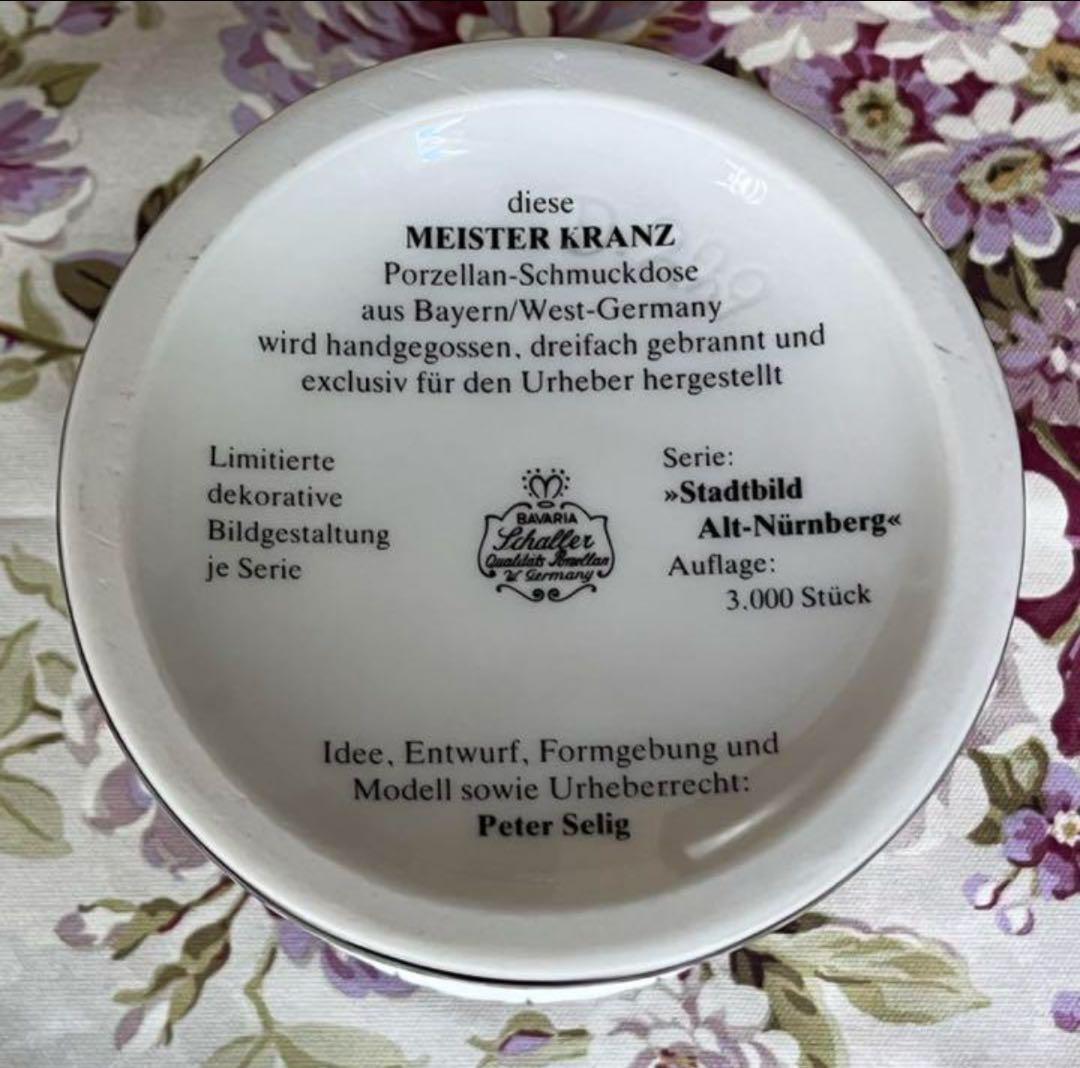 diese
MEISTER KRANZ
Porzellan-Schmuckdose
aus Bayern/West-Germany
wird handgegossen, dreifach gebrannt und
exclusiv für den Urheber hergestellt
Limitierte
dekorative
Bildgestaltung
je Serie
BAVARIA
Schaller
Qualitäts Porzellan
W. Germany
Serie:
»Stadtbild
Alt-Nürnberg«
Auflage:
3.000 Stück
Idee, Entwurf, Formgebung und
Modell sowie Urheberrecht:
Peter Selig